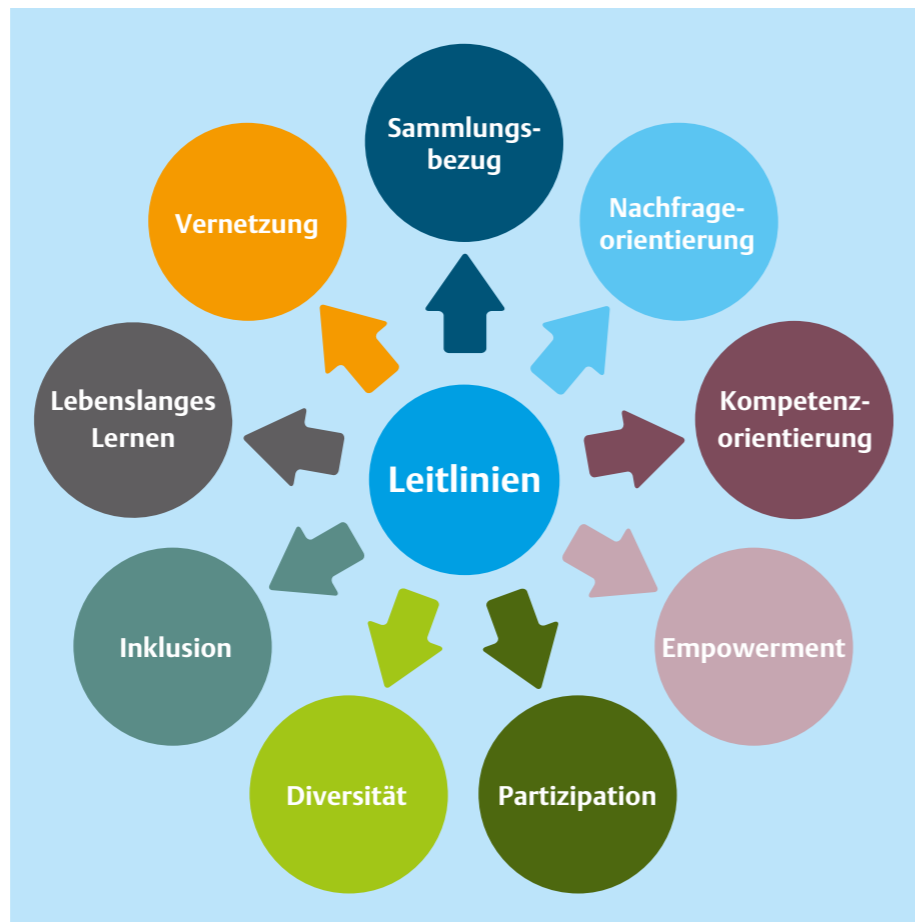 Sammlungs-
bezug
Nachfrage-
orientierung
Kompetenz-
orientierung
Empowerment
Partizipation
Diversität
Inklusion
Lebenslanges
Lernen
Vernetzung
Leitlinien